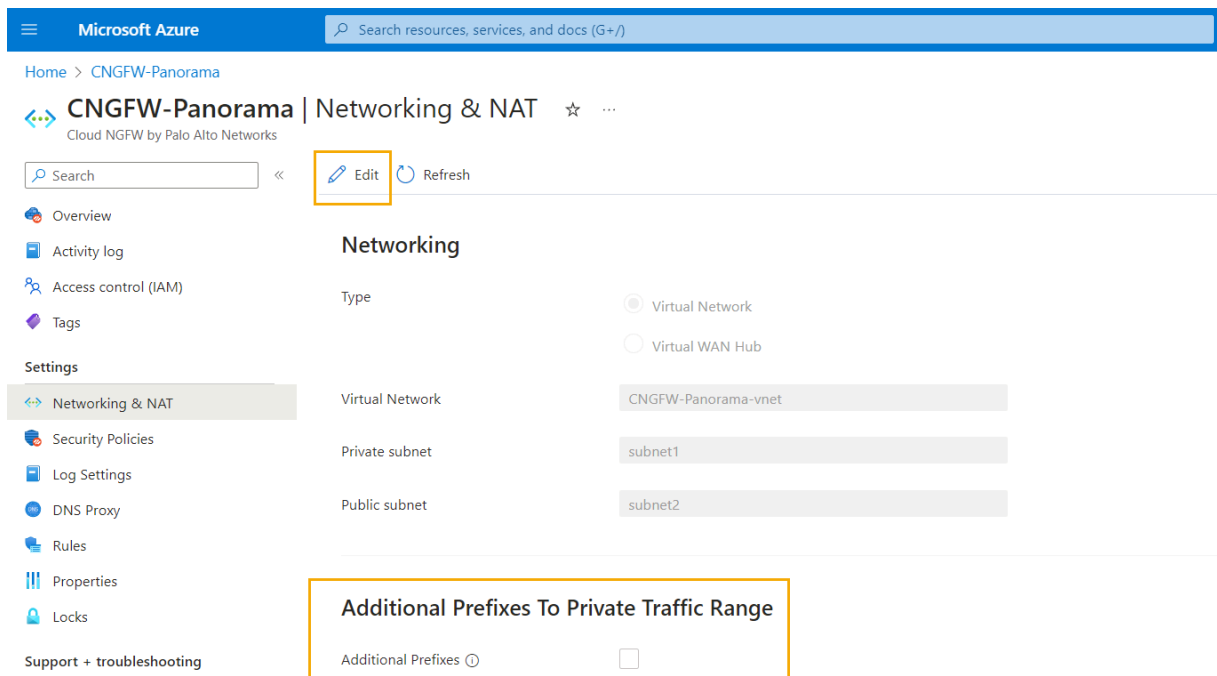 Microsoft Azure
Search resources, services, and docs (G+/)
Home > CNGFW-Panorama
CNGFW-Panorama | Networking & NAT
Cloud NGFW by Palo Alto Networks
Search
Edit
Refresh
Overview
Activity log
Access control (IAM)
Tags
Settings
Networking & NAT
Security Policies
Log Settings
DNS Proxy
Rules
Properties
Locks
Support + troubleshooting
Networking
Type
Virtual Network
Virtual WAN Hub
Virtual Network
CNGFW-Panorama-vnet
Private subnet
subnet1
Public subnet
subnet2
Additional Prefixes To Private Traffic Range
Additional Prefixes